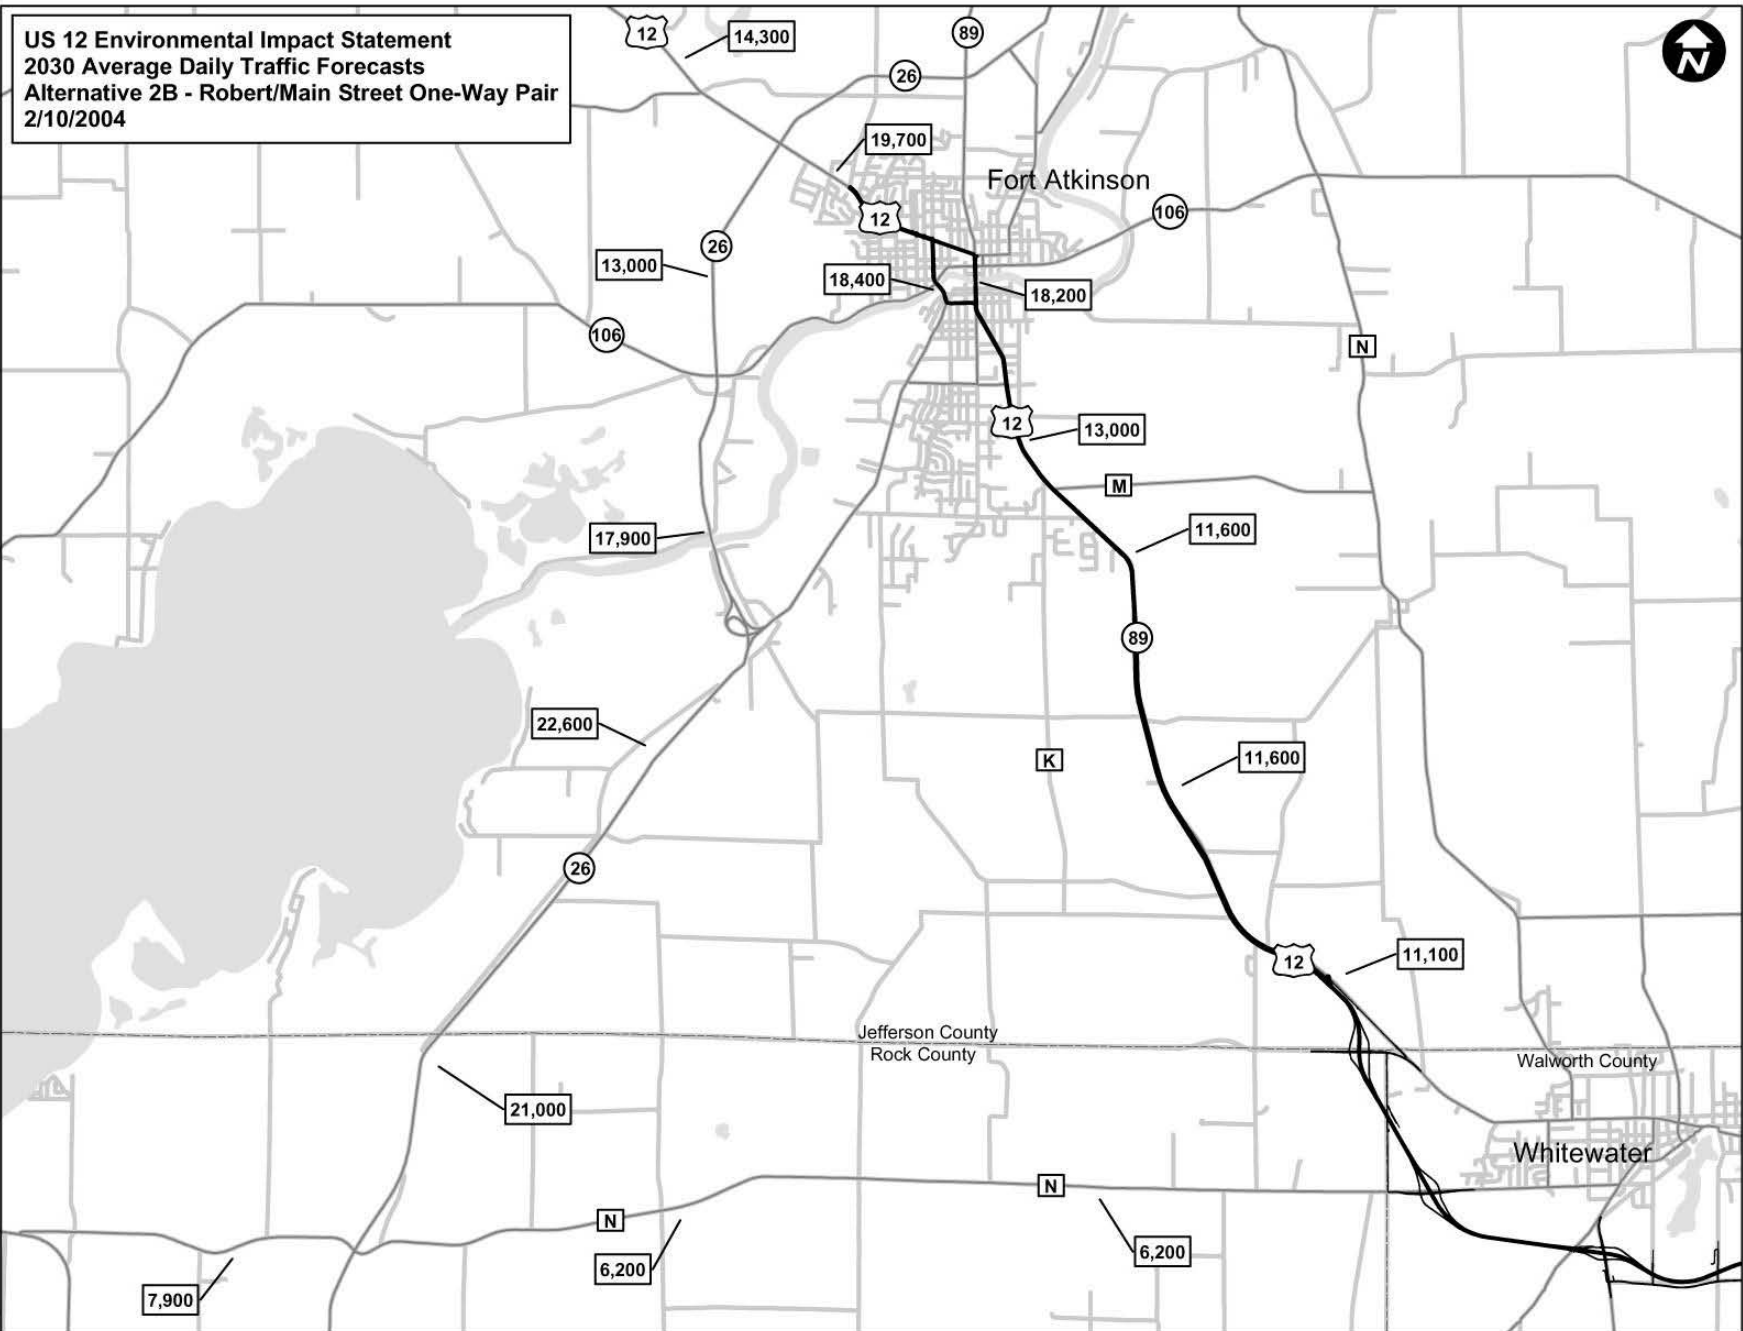 US 12 Environmental Impact Statement
2030 Average Daily Traffic Forecasts
Alternative 2B - Robert/Main Street One-Way Pair
2/10/2004
12
14,300
89
N
26
19,700
Fort Atkinson
106
12
26
13,000
18,400
18,200
106
N
12
13,000
M
11,600
17,900
89
22,600
K
11,600
26
12
11,100
Jefferson County
Rock County
Walworth County
21,000
Whitewater
N
N
6,200
6,200
7,900